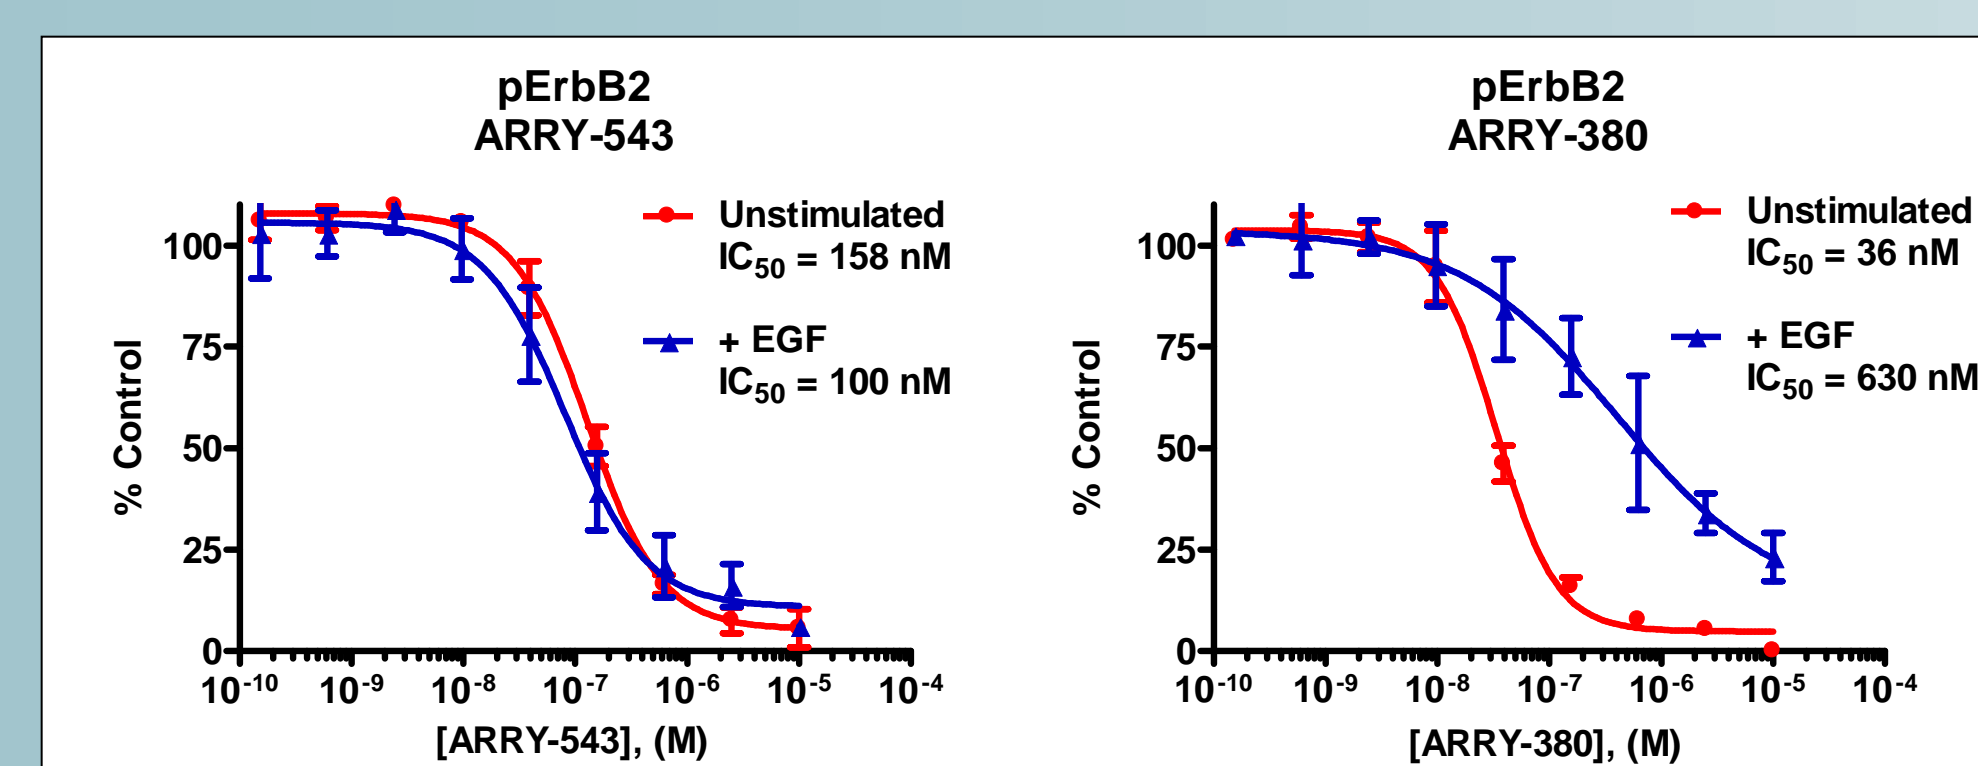 pErbB2
ARRY-543
Unstimulated
IC50 = 158 nM
+ EGF
IC50 = 100 nM
% Control
100
75
50
25
0
10-10 10-9 10-8 10-7 10-6 10-5 10-4
[ARRY-543], (M)
pErbB2
ARRY-380
Unstimulated
IC50 = 36 nM
+ EGF
IC50 = 630 nM
% Control
100
75
50
25
0
10-10 10-9 10-8 10-7 10-6 10-5 10-4
[ARRY-380], (M)